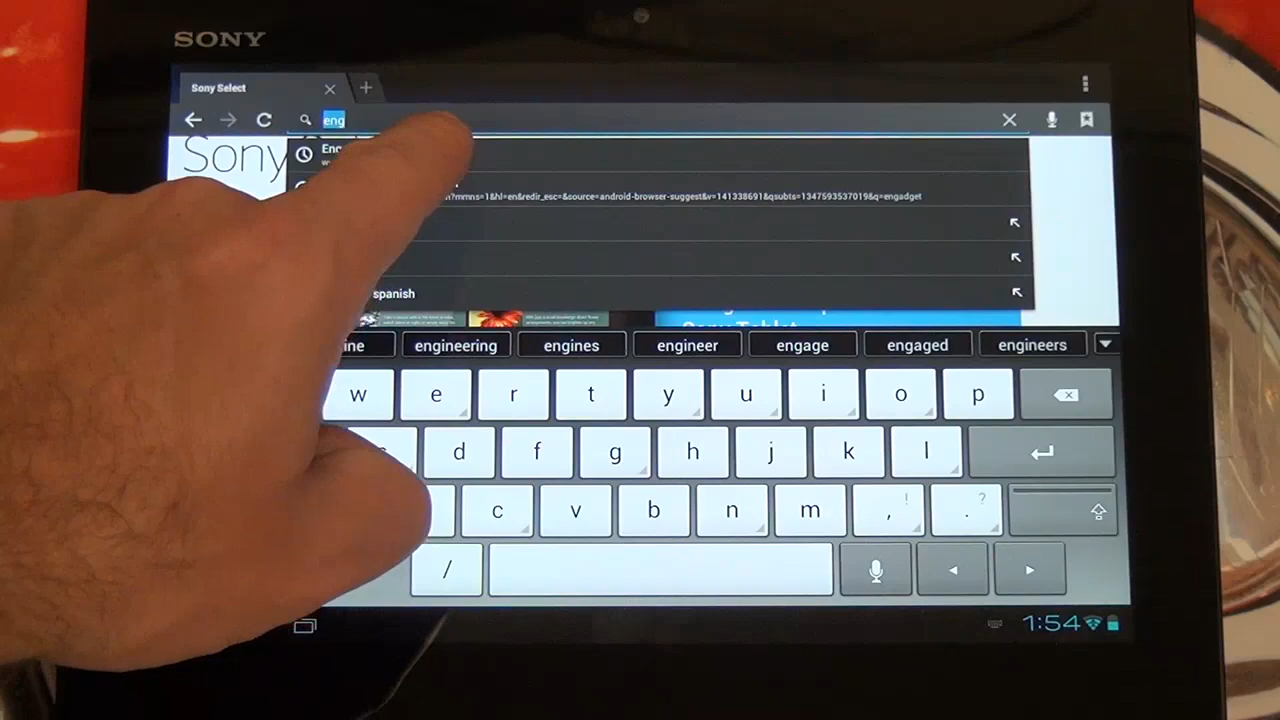 SONY
Sony Select
eng
Sony
m?mmns=1&hl=en&redir_esc=&source=android-browser-suggest&v=141338691&qsubts=1347593537019&q=engadget
spanish
ine engineering engines engineer engage engaged engineers
w e r t y u i o p
d f g h j k l
c v b n m , ! . ?
/
1:54